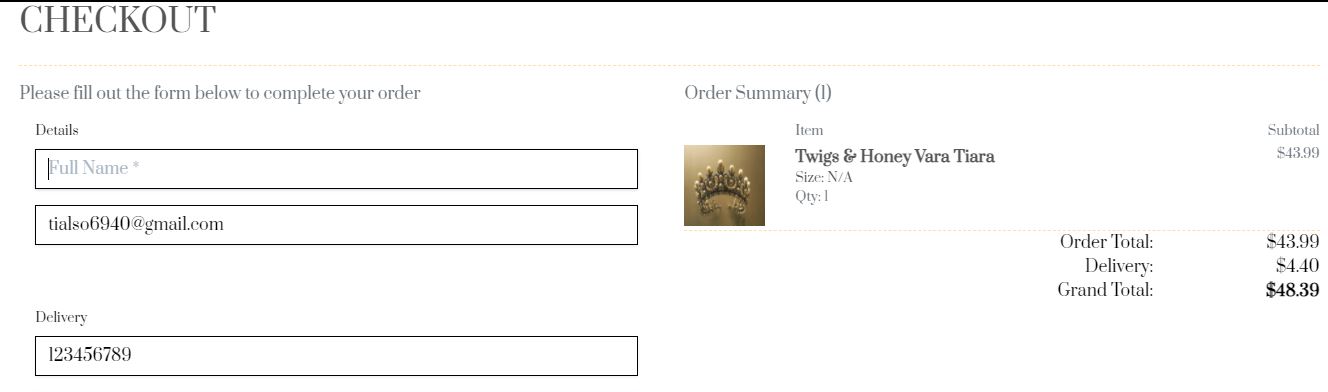 CHECKOUT
Please fill out the form below to complete your order
Details
Full Name *
tialso6940@gmail.com
Delivery
123456789
Order Summary (1)
Item Subtotal
Twigs & Honey Vara Tiara $43.99
Size: N/A
Qty: 1
Order Total: $43.99
Delivery: $4.40
Grand Total: $48.39